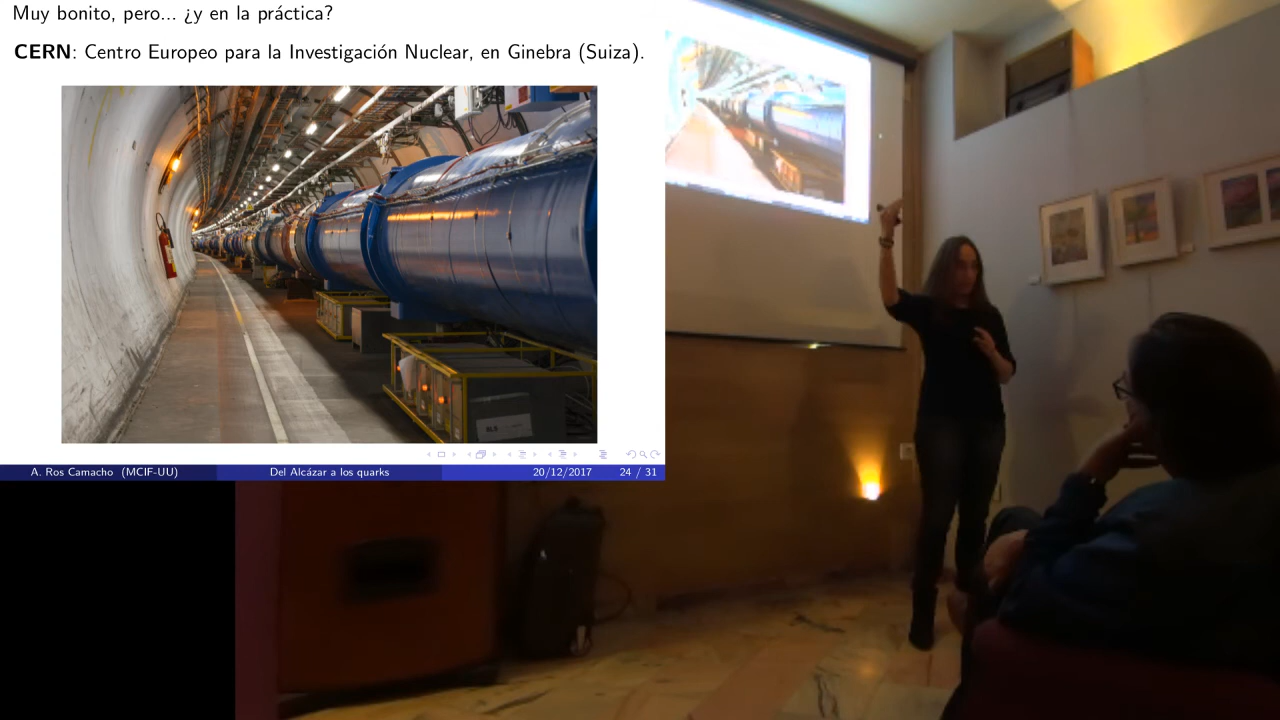 Muy bonito, pero... ¿y en la práctica?
CERN: Centro Europeo para la Investigación Nuclear, en Ginebra (Suiza).
A. Ros Camacho (MCIF-UU) Del Alcázar a los quarks 20/12/2017 24 / 31